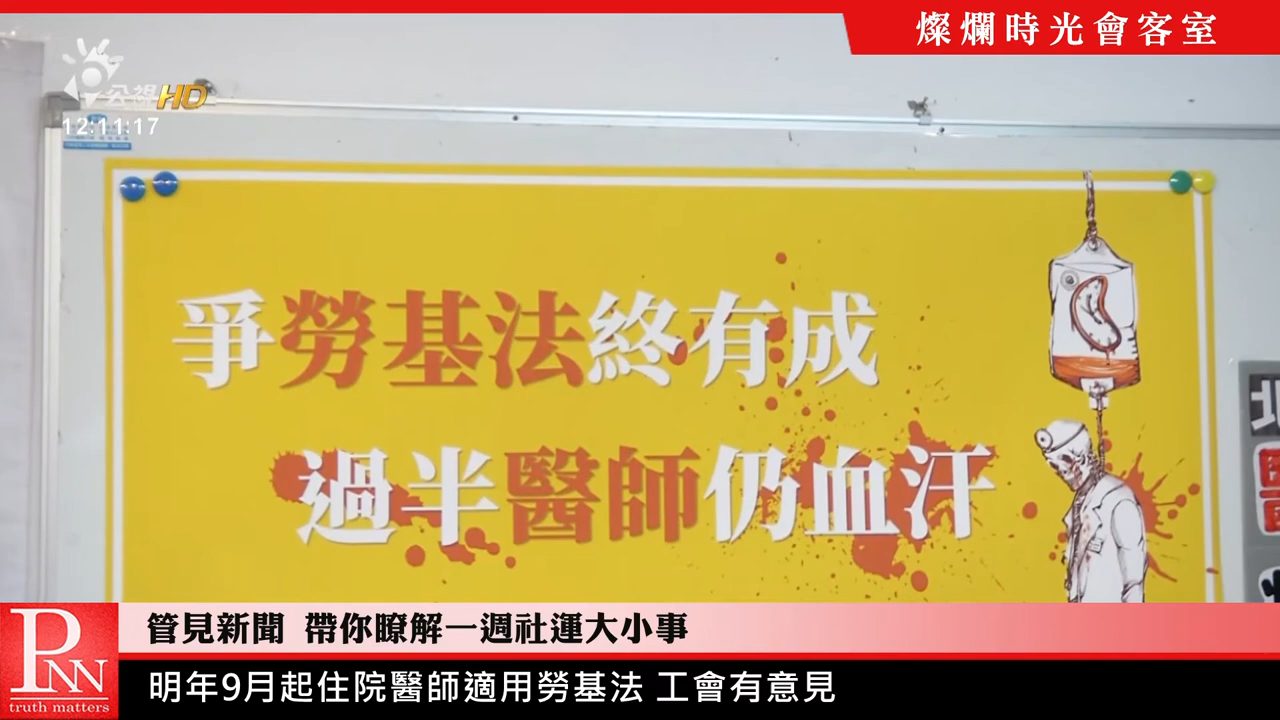 燦爛時光會客室
公視HD
12:11:17
爭勞基法終有成
過半醫師仍血汗
北
PNN
truth matters
管見新聞 帶你瞭解一週社運大小事
明年9月起住院醫師適用勞基法 工會有意見